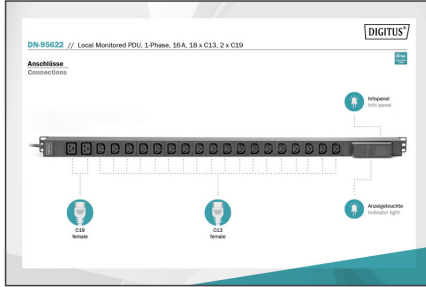 DIGITUS®
DN-95622 // Local Monitored PDU, 1-Phase, 16 A, 18 x C13, 2 x C19
Anschlüsse
Connections
Infopanel
Info panel
C19
female
C13
female
Anzeigeleuchte
Indicator light